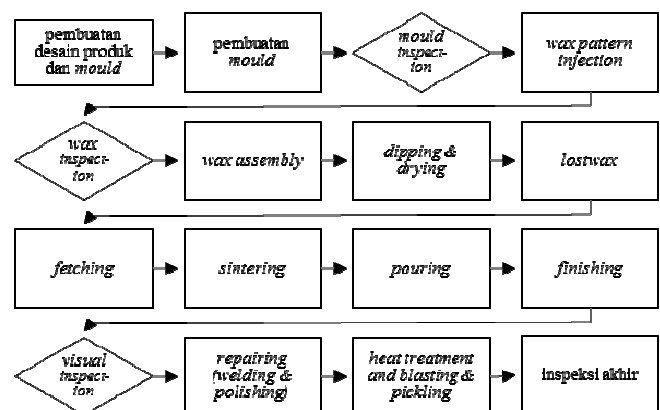 pembuatan
desain produk
dan mould
pembuatan
mould
mould
inspect-
ion
wax pattern
injection
wax
inspect-
ion
wax assembly
dipping &
drying
lostwax
fetching
sintering
pouring
finishing
visual
inspect-
ion
repairing
(welding &
polishing)
heat treatment
and blasting &
pickling
inspeksi akhir